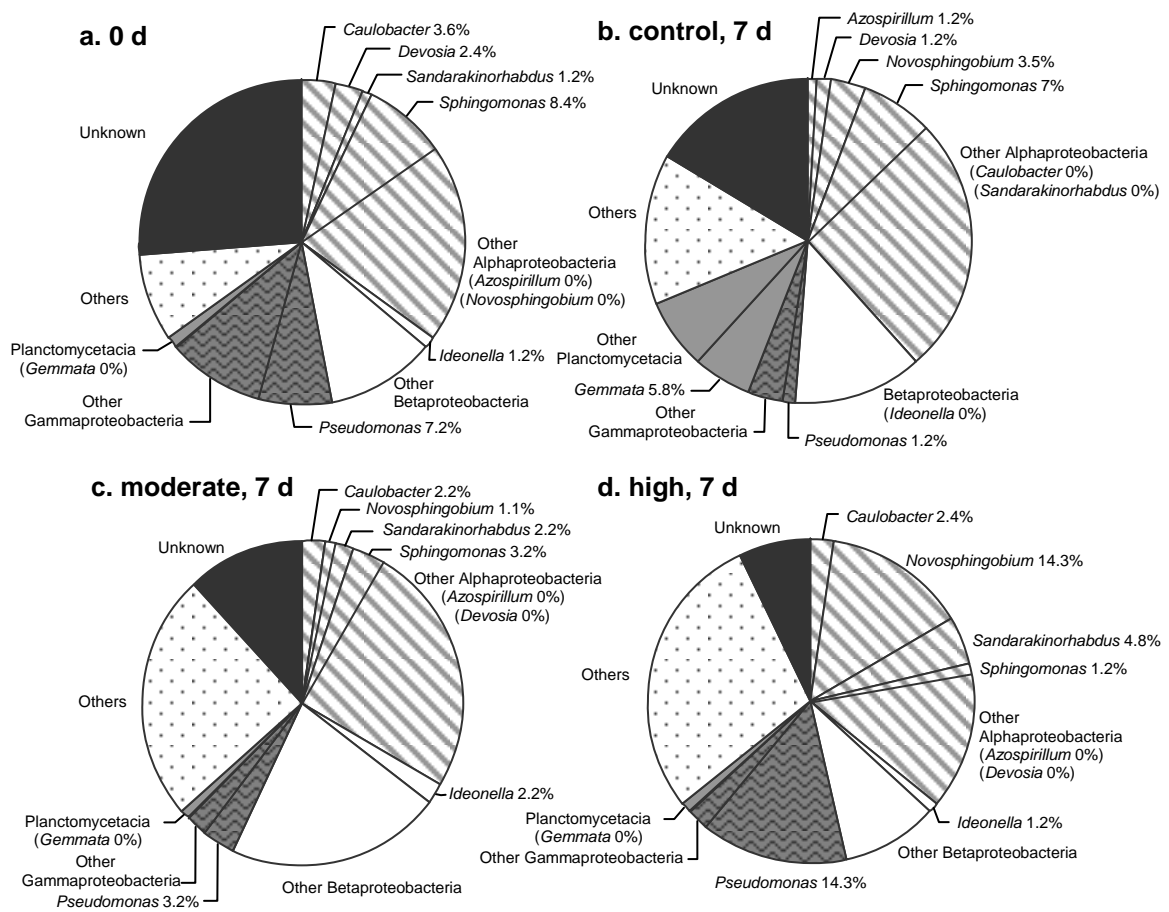 a. 0 d
Caulobacter 3.6%
Devosia 2.4%
Sandarakinorhabdus 1.2%
Sphingomonas 8.4%
Other
Alphaproteobacteria
(Azospirillum 0%)
(Novosphingobium 0%)
Ideonella 1.2%
Other
Betaproteobacteria
Pseudomonas 7.2%
Other
Gammaproteobacteria
Planctomycetacia
(Gemmata 0%)
Others
Unknown
b. control, 7 d
Azospirillum 1.2%
Devosia 1.2%
Novosphingobium 3.5%
Sphingomonas 7%
Other Alphaproteobacteria
(Caulobacter 0%)
(Sandarakinorhabdus 0%)
Betaproteobacteria
(Ideonella 0%)
Pseudomonas 1.2%
Other
Gammaproteobacteria
Gemmata 5.8%
Other
Planctomycetacia
Others
Unknown
c. moderate, 7 d
Caulobacter 2.2%
Novosphingobium 1.1%
Sandarakinorhabdus 2.2%
Sphingomonas 3.2%
Other Alphaproteobacteria
(Azospirillum 0%)
(Devosia 0%)
Ideonella 2.2%
Other Betaproteobacteria
Pseudomonas 3.2%
Other
Gammaproteobacteria
Planctomycetacia
(Gemmata 0%)
Others
Unknown
d. high, 7 d
Caulobacter 2.4%
Novosphingobium 14.3%
Sandarakinorhabdus 4.8%
Sphingomonas 1.2%
Other
Alphaproteobacteria
(Azospirillum 0%)
(Devosia 0%)
Ideonella 1.2%
Other Betaproteobacteria
Pseudomonas 14.3%
Other Gammaproteobacteria
Planctomycetacia
(Gemmata 0%)
Others
Unknown